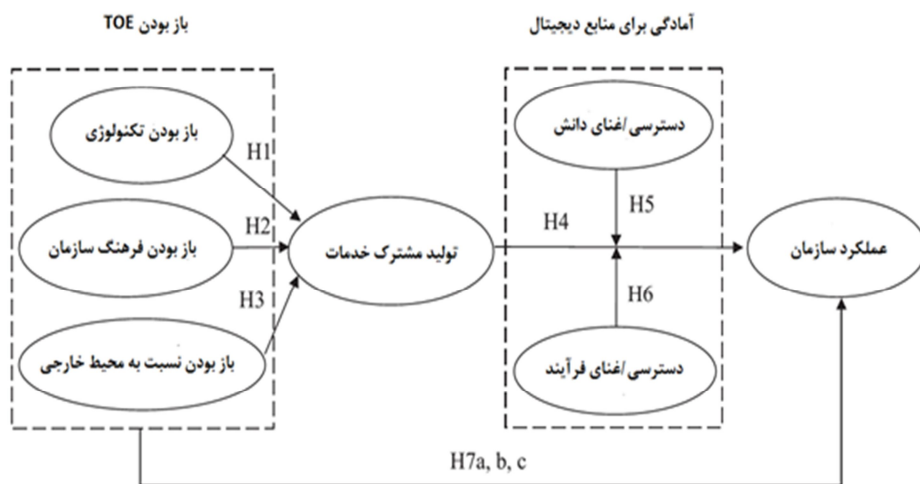 باز بودن TOE
آمادگی برای منابع دیجیتال
باز بودن تکنولوژی
دسترسی/غنای دانش
H1
H2
H3
H4
H5
H6
باز بودن فرهنگ سازمان
تولید مشترک خدمات
عملکرد سازمان
باز بودن نسبت به محیط خارجی
دسترسی/غنای فرآیند
H7a, b, c